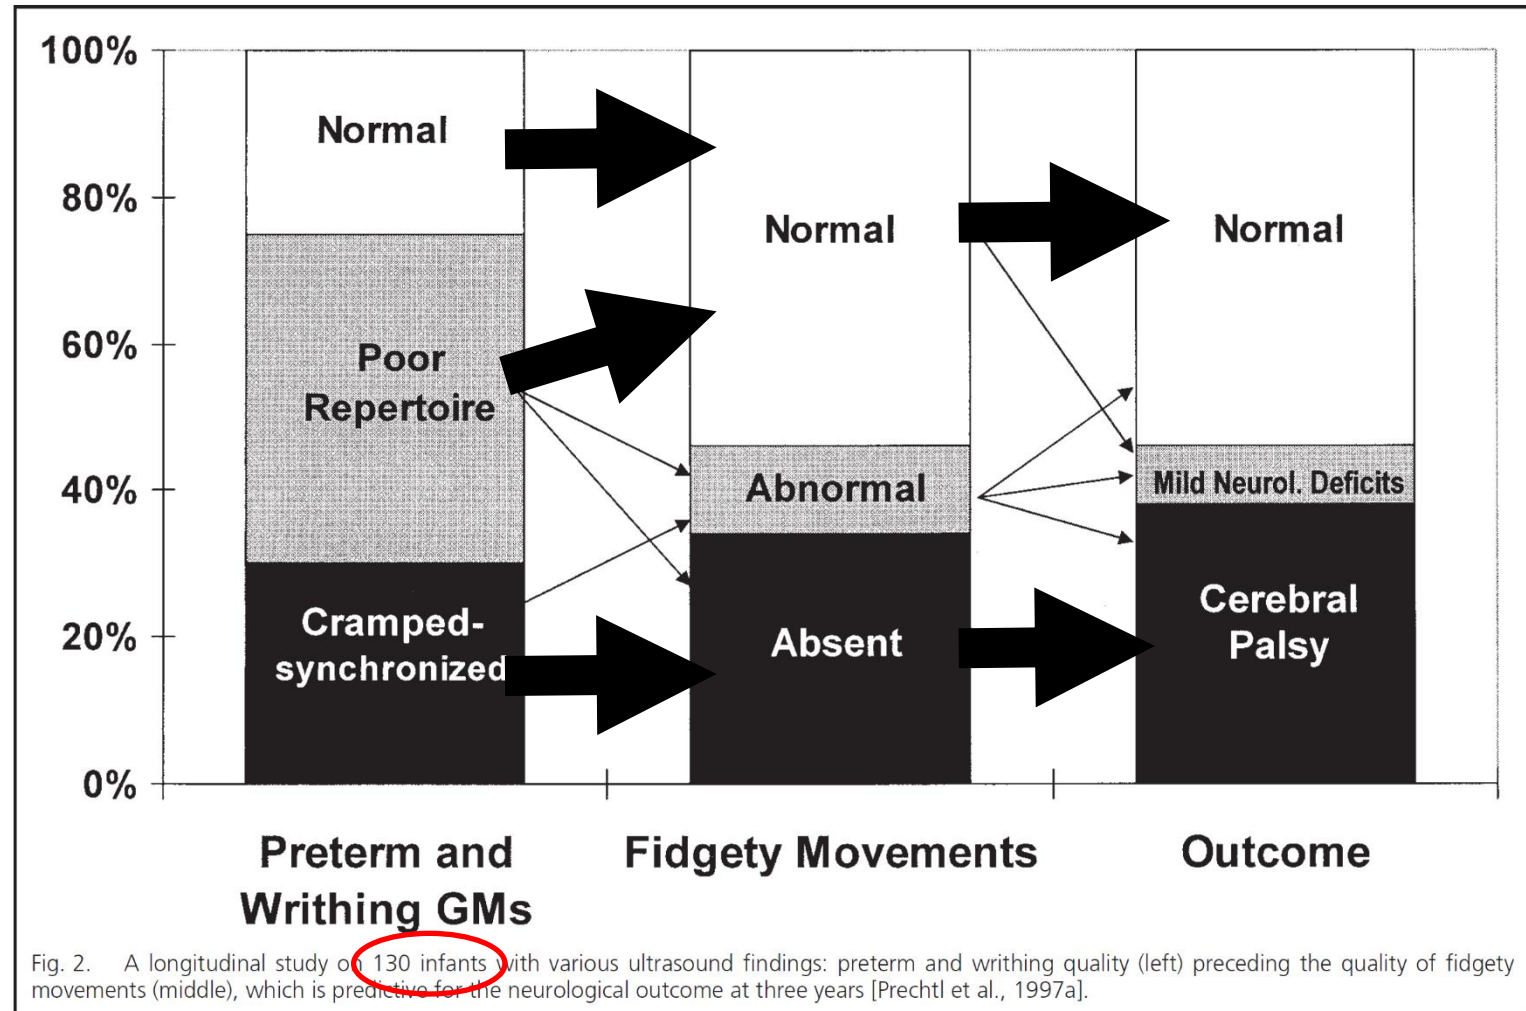 100%
80%
60%
40%
20%
0%
Normal
Poor
Repertoire
Cramped-
synchronized
Normal
Abnormal
Absent
Normal
Mild Neurol. Deficits
Cerebral
Palsy
Preterm and
Writhing GMs
Fidgety Movements
Outcome
Fig. 2. A longitudinal study on 130 infants with various ultrasound findings: preterm and writhing quality (left) preceding the quality of fidgety
movements (middle), which is predictive for the neurological outcome at three years [Prechtl et al., 1997a].